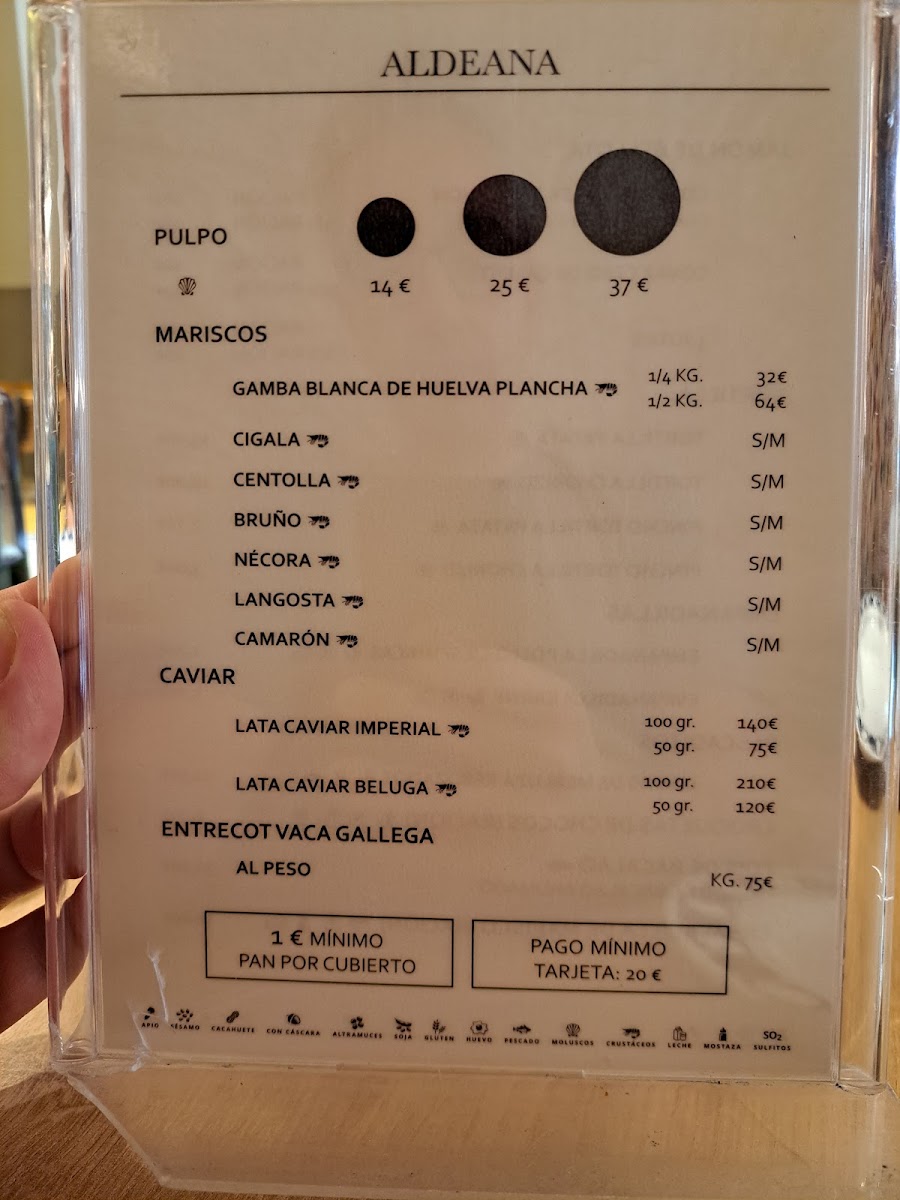 ALDEANA
PULPO
14 € 25 € 37 €
MARISCOS
GAMBA BLANCA DE HUELVA PLANCHA 1/4 KG. 32€
1/2 KG. 64€
CIGALA S/M
CENTOLLA S/M
BRUÑO S/M
NÉCORA S/M
LANGOSTA S/M
CAMARÓN S/M
CAVIAR
LATA CAVIAR IMPERIAL 100 gr. 140€
50 gr. 75€
LATA CAVIAR BELUGA 100 gr. 210€
50 gr. 120€
ENTRECOT VACA GALLEGA
AL PESO KG. 75€
1 € MÍNIMO
PAN POR CUBIERTO
PAGO MÍNIMO
TARJETA: 20 €
SO2
APIO SÉSAMO CACAHUETE CON CÁSCARA ALTRAMUCES SOJA GLUTEN HUEVO PESCADO MOLUSCOS CRUSTÁCEOS LECHE MOSTAZA SULFITOS